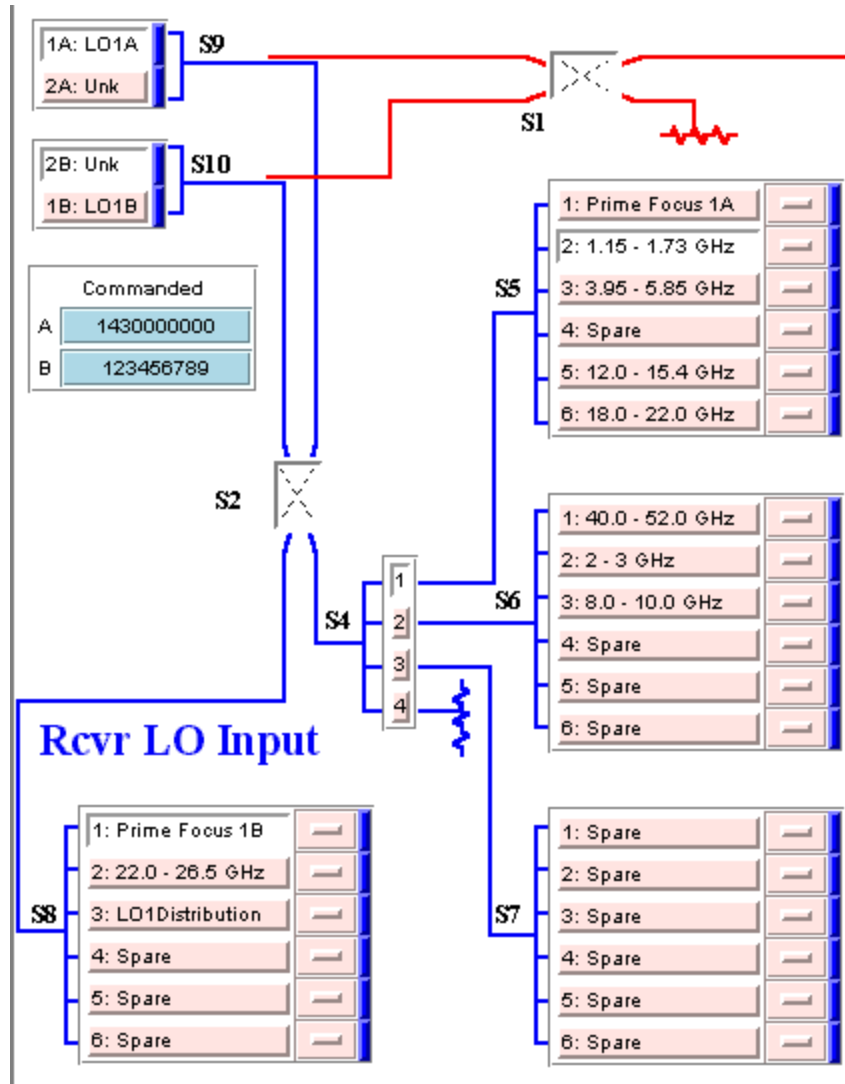 1A: LO1A
S9
2A: Unk
S1
2B: Unk
S10
1B: LO1B
Commanded
A 1430000000
B 123456789
S5
1: Prime Focus 1A
2: 1.15 - 1.73 GHz
3: 3.95 - 5.85 GHz
4: Spare
5: 12.0 - 15.4 GHz
6: 18.0 - 22.0 GHz
S2
S4
1
2
3
4
S6
1: 40.0 - 52.0 GHz
2: 2 - 3 GHz
3: 8.0 - 10.0 GHz
4: Spare
5: Spare
6: Spare
Rcvr LO Input
S8
1: Prime Focus 1B
2: 22.0 - 26.5 GHz
3: LO1Distribution
4: Spare
5: Spare
6: Spare
S7
1: Spare
2: Spare
3: Spare
4: Spare
5: Spare
6: Spare